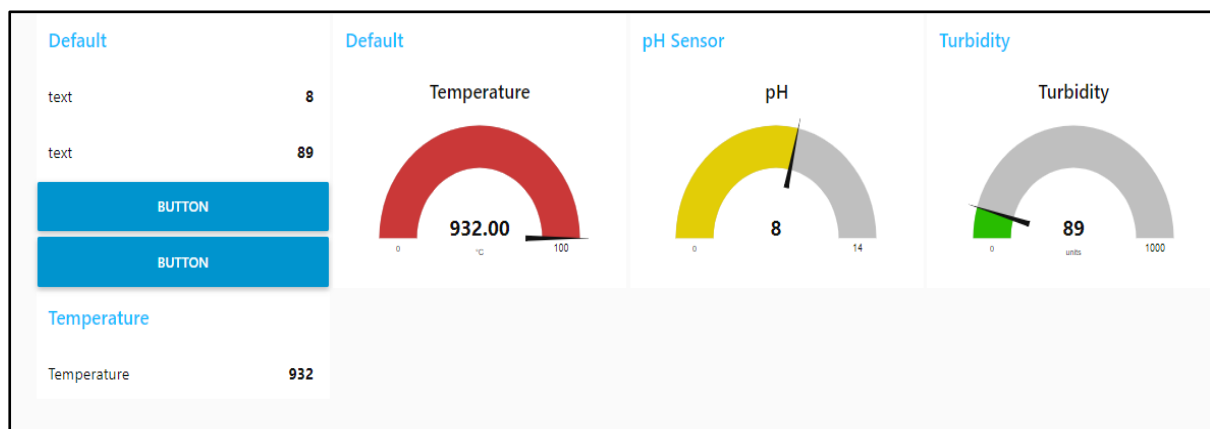 Default
text 8
text 89
BUTTON
BUTTON
Temperature
Temperature 932
Default
Temperature
932.00
°C
0 100
pH Sensor
pH
8
0 14
Turbidity
Turbidity
89
units
0 1000